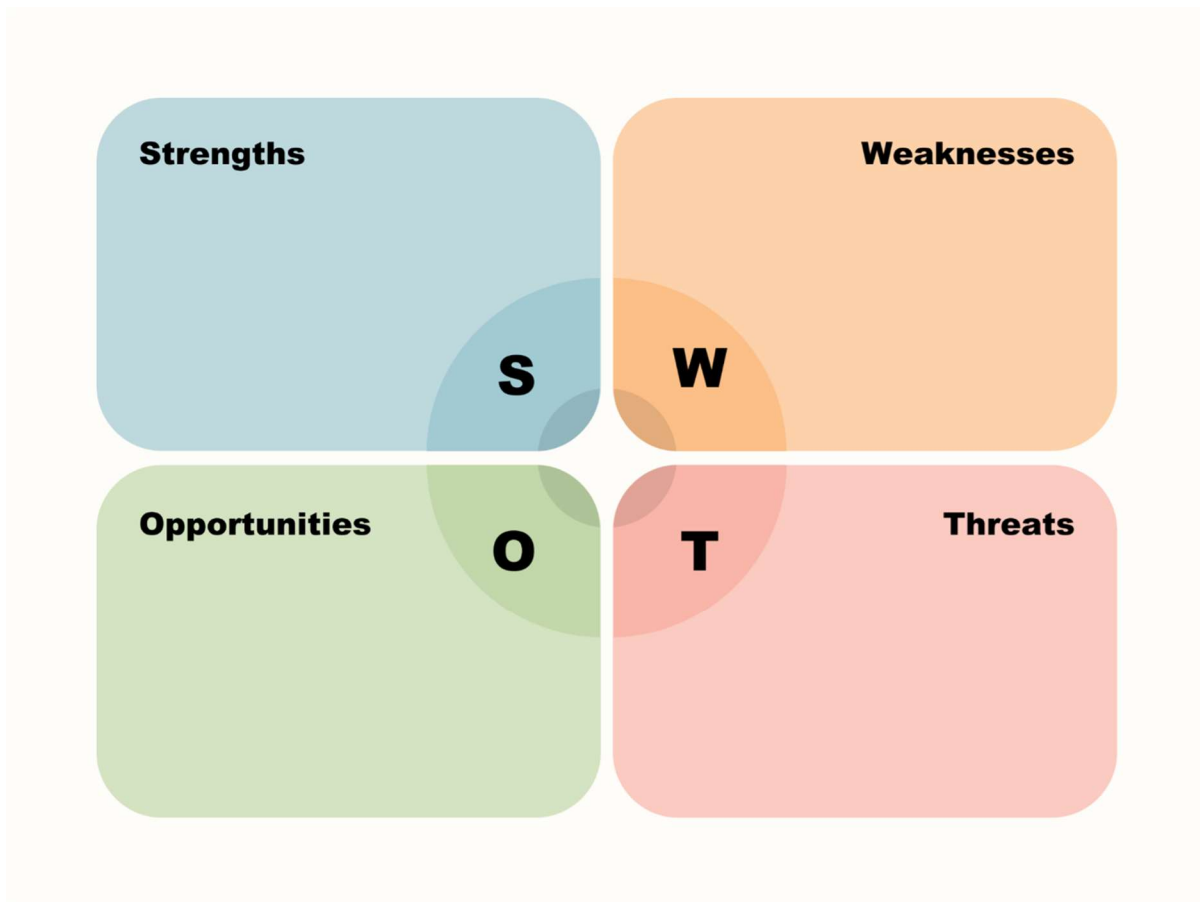 Strengths
Weaknesses
S
W
Opportunities
Threats
O
T